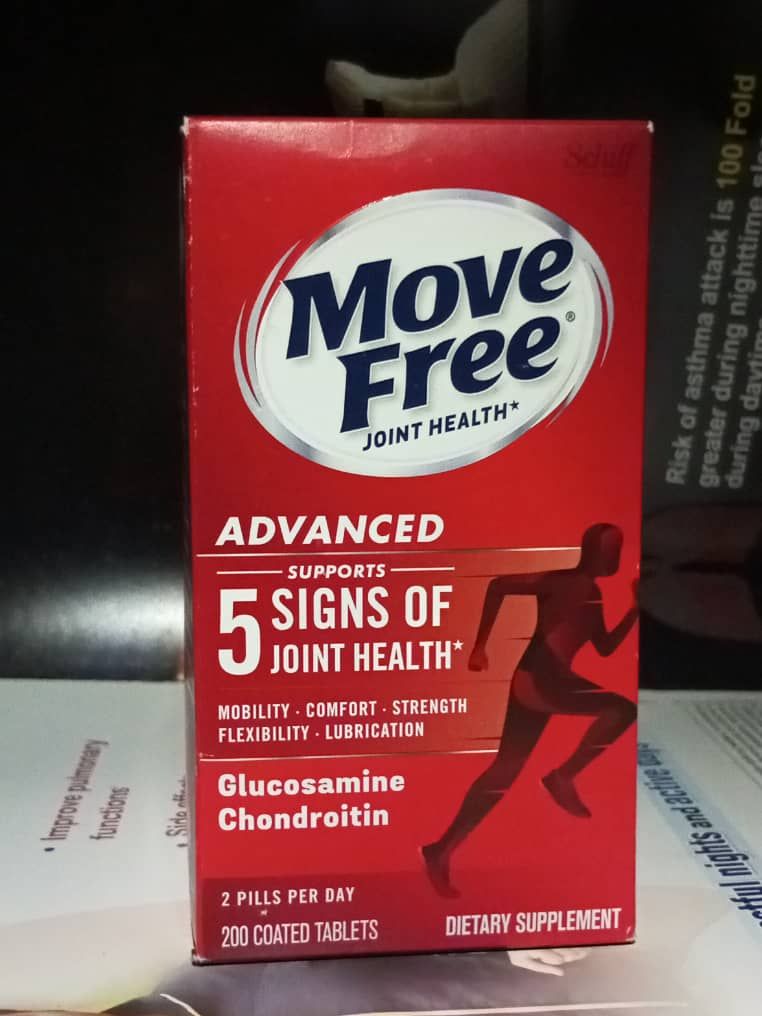 Schiff
Move
Free®
JOINT HEALTH*
ADVANCED
SUPPORTS
5 SIGNS OF
JOINT HEALTH*
MOBILITY · COMFORT · STRENGTH
FLEXIBILITY · LUBRICATION
Glucosamine
Chondroitin
2 PILLS PER DAY
200 COATED TABLETS
DIETARY SUPPLEMENT
Risk of asthma attack is 100 Fold
greater during nighttime
during
• Improve pulmonary
functions
• Side
nights and active